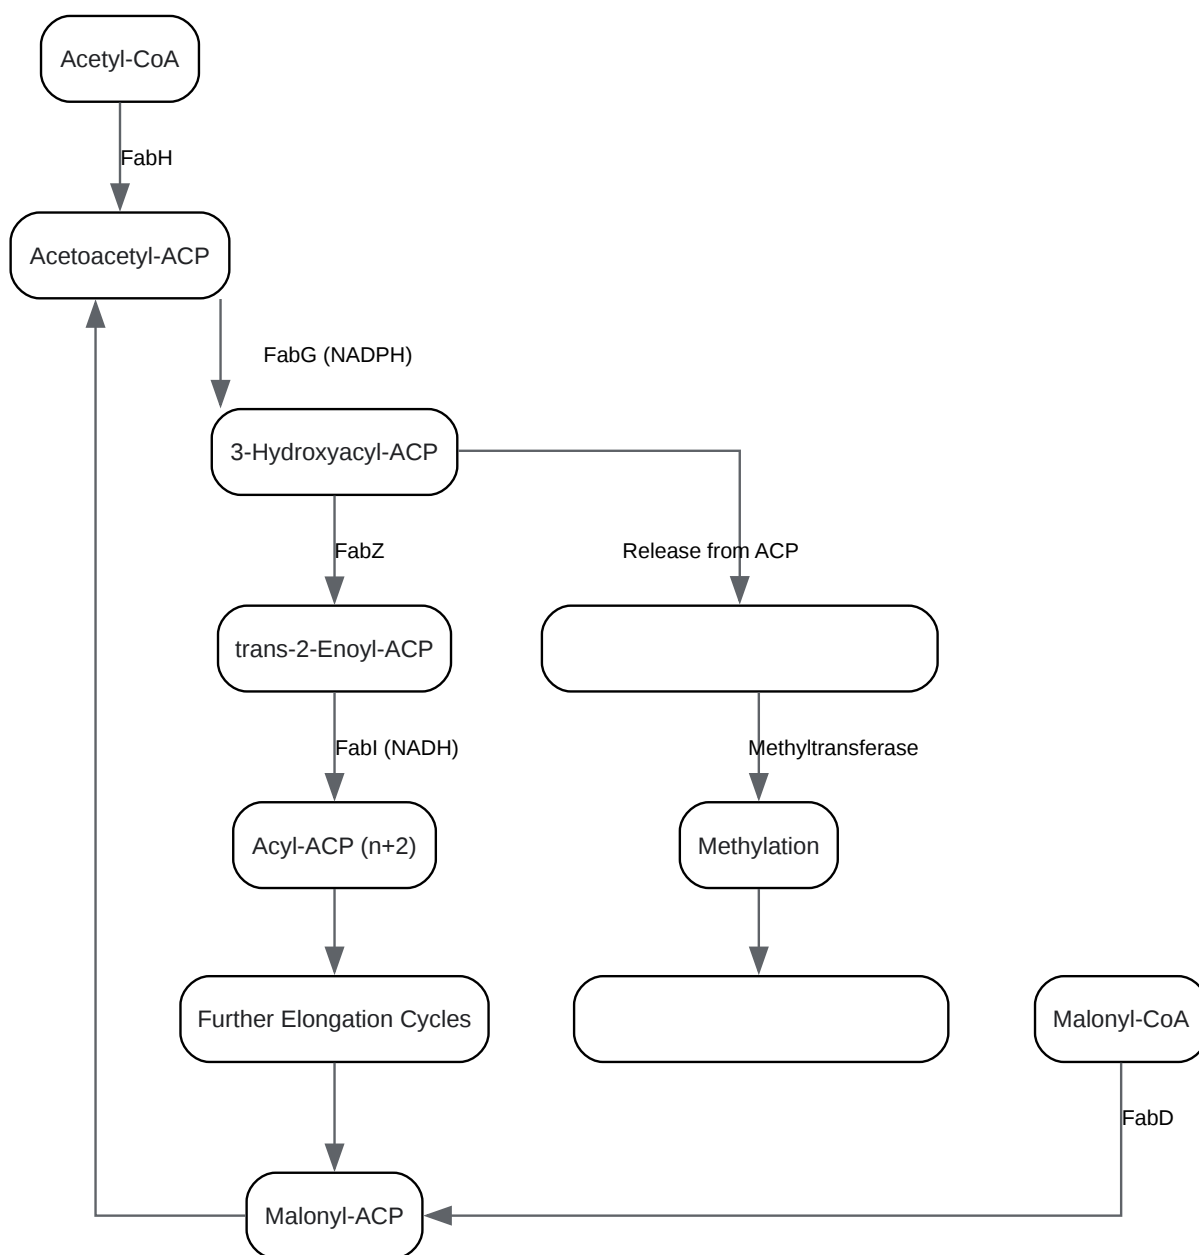 Acetyl-CoA
FabH
Acetoacetyl-ACP
FabG (NADPH)
3-Hydroxyacyl-ACP
FabZ
Release from ACP
trans-2-Enoyl-ACP
FabI (NADH)
Methyltransferase
Acyl-ACP (n+2)
Methylation
Further Elongation Cycles
Malonyl-CoA
FabD
Malonyl-ACP